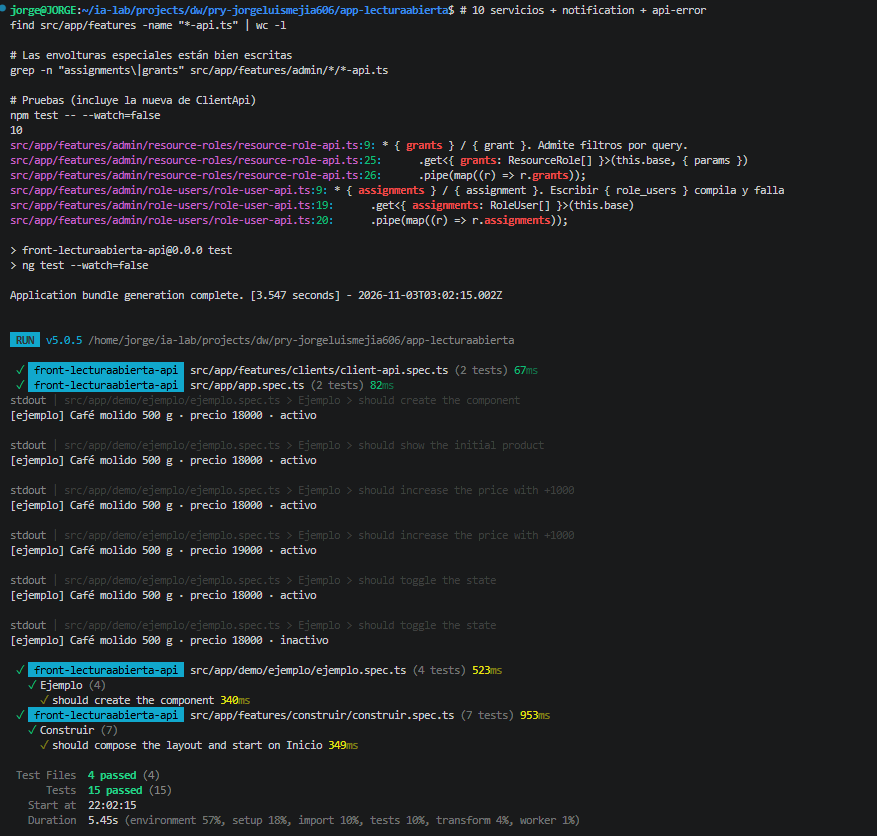 jorge@JORGE:~/ia-lab/projects/dw/pry-jorgeluismejia606/app-lecturaabierta$ # 10 servicios + notification + api-error
find src/app/features -name "*-api.ts" | wc -l

# Las envolturas especiales están bien escritas
grep -n "assignments\|grants" src/app/features/admin/*/*-api.ts

# Pruebas (incluye la nueva de ClientApi)
npm test -- --watch=false
10
src/app/features/admin/resource-roles/resource-role-api.ts:9: * { grants } / { grant }. Admite filtros por query.
src/app/features/admin/resource-roles/resource-role-api.ts:25:      .get<{ grants: ResourceRole[] }>(this.base, { params })
src/app/features/admin/resource-roles/resource-role-api.ts:26:      .pipe(map((r) => r.grants));
src/app/features/admin/role-users/role-user-api.ts:9: * { assignments } / { assignment }. Escribir { role_users } compila y falla
src/app/features/admin/role-users/role-user-api.ts:19:      .get<{ assignments: RoleUser[] }>(this.base)
src/app/features/admin/role-users/role-user-api.ts:20:      .pipe(map((r) => r.assignments));

> front-lecturaabierta-api@0.0.0 test
> ng test --watch=false

Application bundle generation complete. [3.547 seconds] - 2026-11-03T03:02:15.002Z

RUN v5.0.5 /home/jorge/ia-lab/projects/dw/pry-jorgeluismejia606/app-lecturaabierta

✓ front-lecturaabierta-api src/app/features/clients/client-api.spec.ts (2 tests) 67ms
✓ front-lecturaabierta-api src/app/app.spec.ts (2 tests) 82ms
stdout | src/app/demo/ejemplo/ejemplo.spec.ts > Ejemplo > should create the component
[ejemplo] Café molido 500 g · precio 18000 · activo

stdout | src/app/demo/ejemplo/ejemplo.spec.ts > Ejemplo > should show the initial product
[ejemplo] Café molido 500 g · precio 18000 · activo

stdout | src/app/demo/ejemplo/ejemplo.spec.ts > Ejemplo > should increase the price with +1000
[ejemplo] Café molido 500 g · precio 18000 · activo

stdout | src/app/demo/ejemplo/ejemplo.spec.ts > Ejemplo > should increase the price with +1000
[ejemplo] Café molido 500 g · precio 19000 · activo

stdout | src/app/demo/ejemplo/ejemplo.spec.ts > Ejemplo > should toggle the state
[ejemplo] Café molido 500 g · precio 18000 · activo

stdout | src/app/demo/ejemplo/ejemplo.spec.ts > Ejemplo > should toggle the state
[ejemplo] Café molido 500 g · precio 18000 · inactivo

✓ front-lecturaabierta-api src/app/demo/ejemplo/ejemplo.spec.ts (4 tests) 523ms
✓ Ejemplo (4)
✓ should create the component 340ms
✓ front-lecturaabierta-api src/app/features/construir/construir.spec.ts (7 tests) 953ms
✓ Construir (7)
✓ should compose the layout and start on Inicio 349ms

Test Files 4 passed (4)
Tests 15 passed (15)
Start at 22:02:15
Duration 5.45s (environment 57%, setup 18%, import 10%, tests 10%, transform 4%, worker 1%)